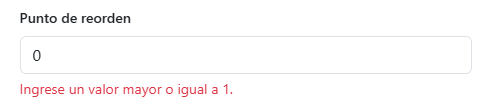 Punto de reorden
0
Ingrese un valor mayor o igual a 1.